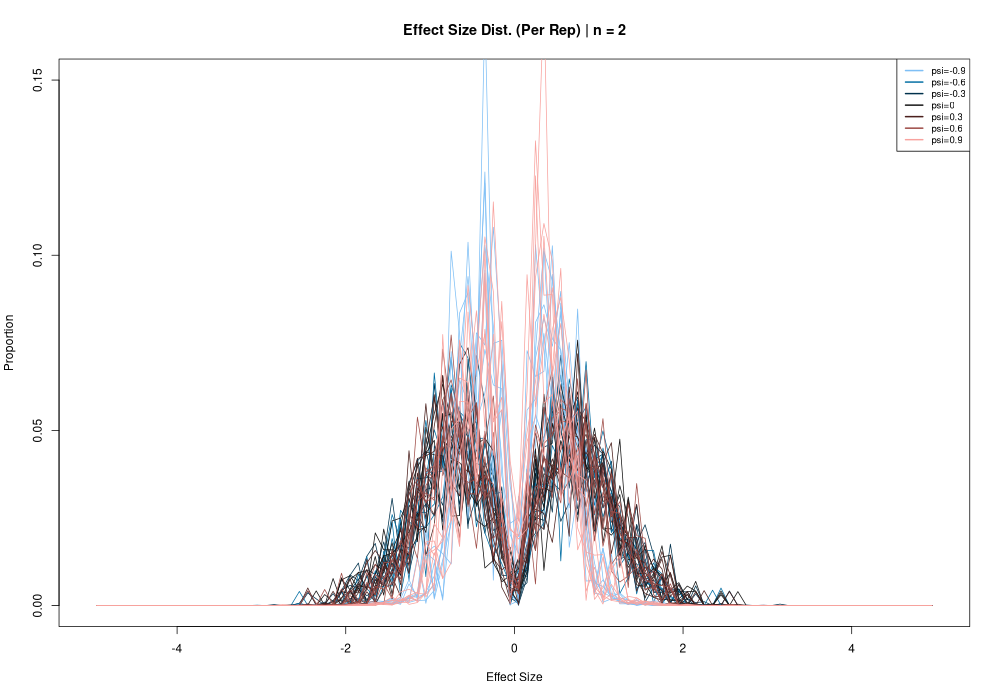 Effect Size Dist. (Per Rep) | n = 2
psi=-0.9
psi=-0.6
psi=-0.3
psi=0
psi=0.3
psi=0.6
psi=0.9
Proportion
0.15
0.10
0.05
0.00
-4
-2
0
2
4
Effect Size